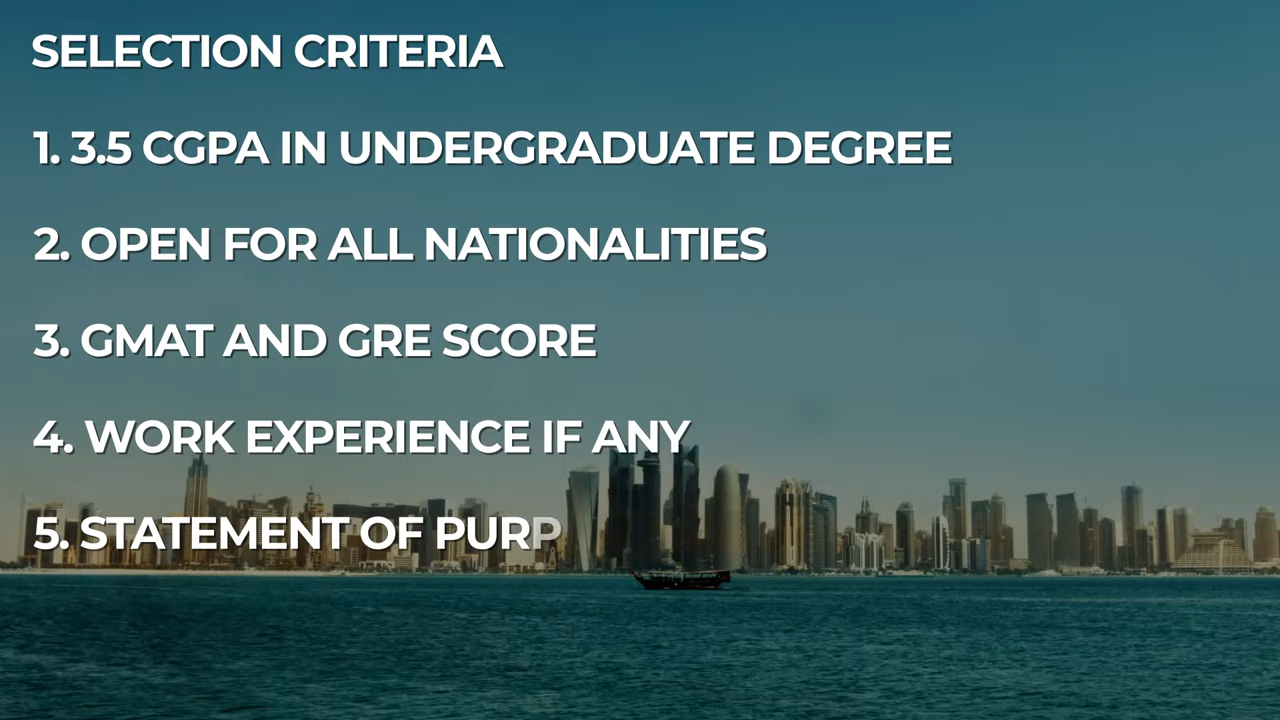 SELECTION CRITERIA
1. 3.5 CGPA IN UNDERGRADUATE DEGREE
2. OPEN FOR ALL NATIONALITIES
3. GMAT AND GRE SCORE
4. WORK EXPERIENCE IF ANY
5. STATEMENT OF PURP